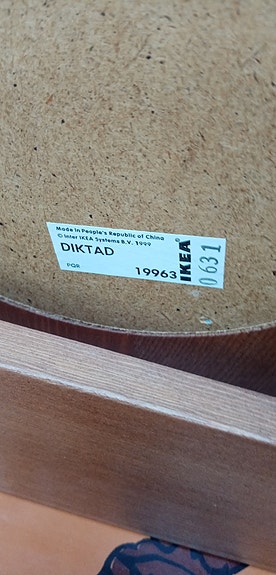 Made in People's Republic of China
© Inter IKEA Systems B.V. 1999
DIKTAD
PQR
19963
IKEA®
0631